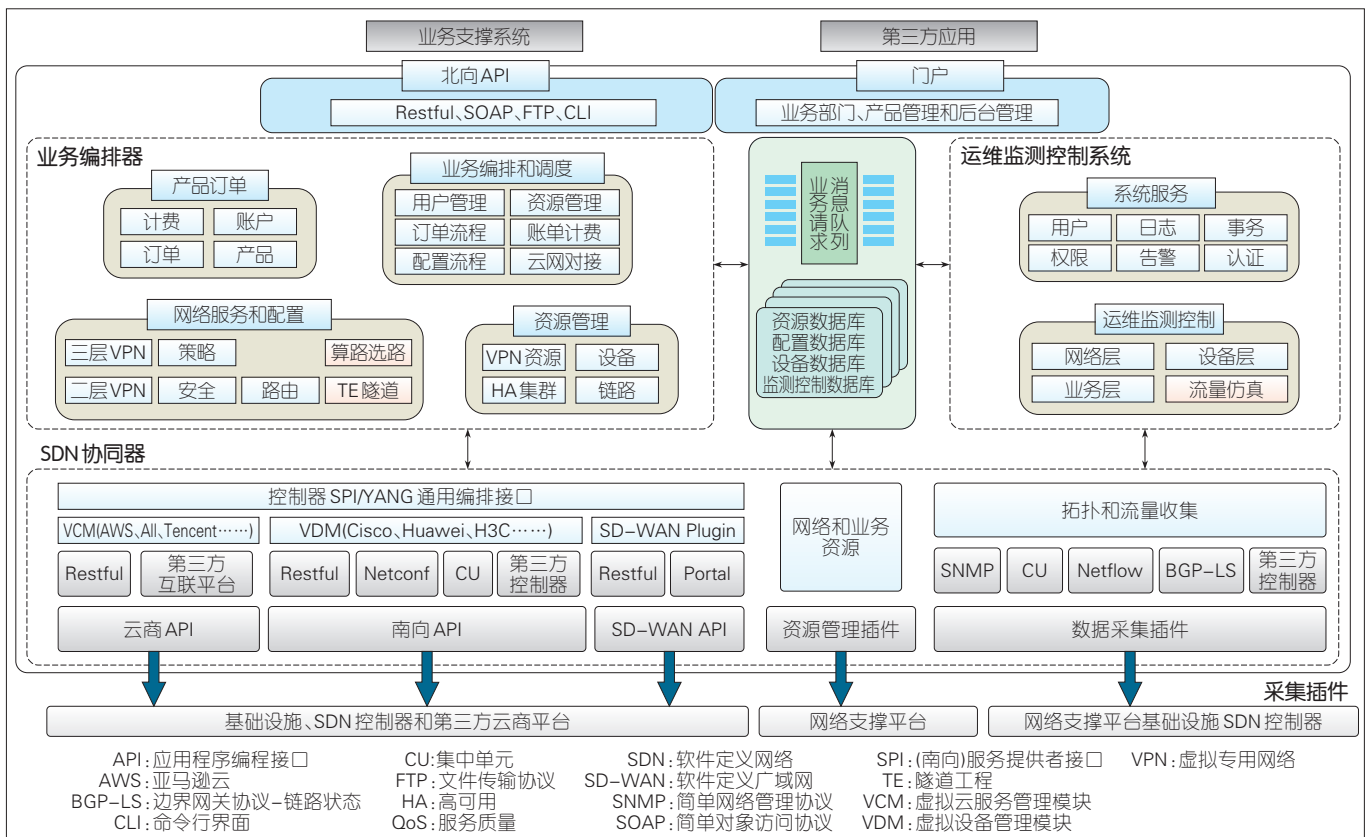 业务支撑系统
第三方应用
北向API
门户
Restful、SOAP、FTP、CLI
业务部门、产品管理和后台管理
业务编排器
产品订单
计费
账户
订单
产品
业务编排和调度
用户管理
资源管理
订单流程
账单计费
配置流程
云网对接
网络服务和配置
三层VPN
策略
算路选路
二层VPN
安全
路由
TE隧道
资源管理
VPN资源
设备
HA集群
链路
业务请求
消息队列
资源数据库
配置数据库
设备数据库
监测控制数据库
运维监测控制系统
系统服务
用户
日志
事务
权限
告警
认证
运维监测控制
网络层
设备层
业务层
流量仿真
SDN协同器
控制器 SPI/YANG 通用编排接口
VCM(AWS、All、Tencent……)
VDM(Cisco、Huawei、H3C……)
SD-WAN Plugin
Restful
第三方
互联平台
Restful
Netconf
CU
第三方
控制器
Restful
Portal
网络和业务
资源
拓扑和流量收集
SNMP
CU
Netflow
BGP-LS
第三方
控制器
云商API
南向API
SD-WAN API
资源管理插件
数据采集插件
采集插件
基础设施、SDN控制器和第三方云商平台
网络支撑平台
网络支撑平台基础设施SDN控制器
API:应用程序编程接口
AWS:亚马逊云
BGP-LS:边界网关协议-链路状态
CLI:命令行界面
CU:集中单元
FTP:文件传输协议
HA:高可用
QoS:服务质量
SDN:软件定义网络
SD-WAN:软件定义广域网
SNMP:简单网络管理协议
SOAP:简单对象访问协议
SPI:(南向)服务提供者接口
TE:隧道工程
VCM:虚拟云服务管理模块
VDM:虚拟设备管理模块
VPN:虚拟专用网络